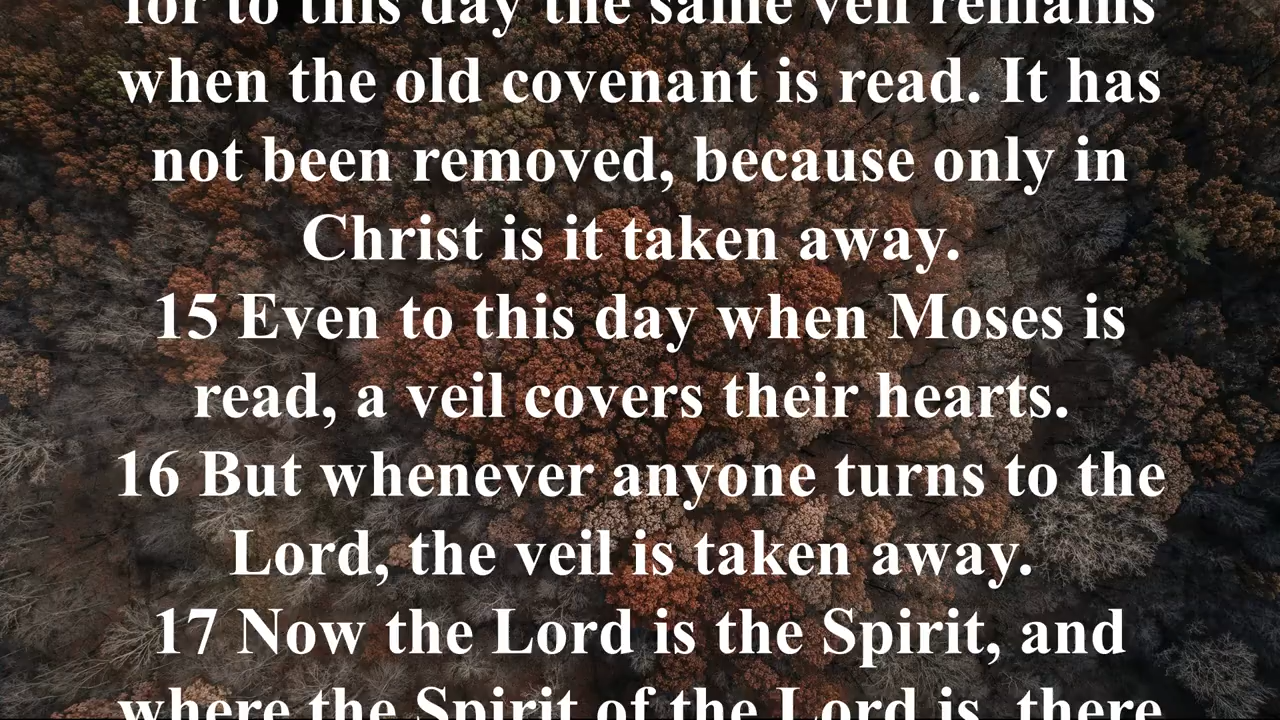 for to this day the same veil remains
when the old covenant is read. It has
not been removed, because only in
Christ is it taken away.
15 Even to this day when Moses is
read, a veil covers their hearts.
16 But whenever anyone turns to the
Lord, the veil is taken away.
17 Now the Lord is the Spirit, and
where the Spirit of the Lord is, there